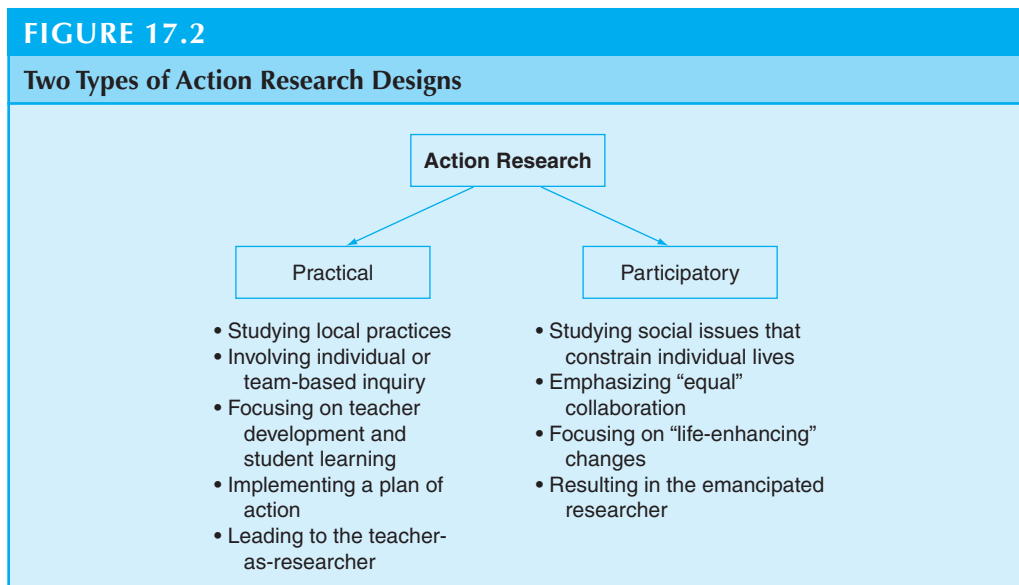 FIGURE 17.2
Two Types of Action Research Designs
Action Research
Practical
• Studying local practices
• Involving individual or
team-based inquiry
• Focusing on teacher
development and
student learning
• Implementing a plan of
action
• Leading to the teacher-
as-researcher
Participatory
• Studying social issues that
constrain individual lives
• Emphasizing “equal”
collaboration
• Focusing on “life-enhancing”
changes
• Resulting in the emancipated
researcher